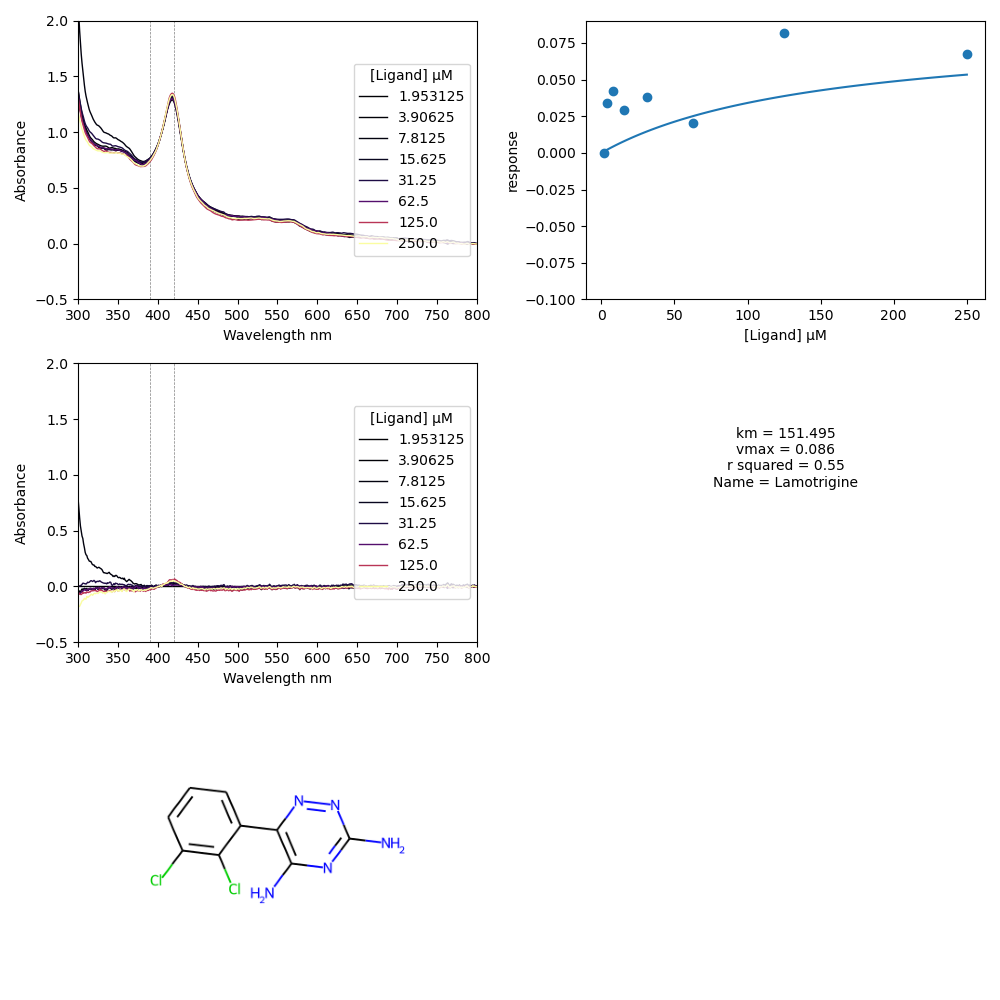 2.0
1.5
1.0
0.5
0.0
−0.5
Absorbance
300 350 400 450 500 550 600 650 700 750 800
Wavelength nm
[Ligand] µM
1.953125
3.90625
7.8125
15.625
31.25
62.5
125.0
250.0
0.075
0.050
0.025
0.000
−0.025
−0.050
−0.075
−0.100
response
0 50 100 150 200 250
[Ligand] µM
2.0
1.5
1.0
0.5
0.0
−0.5
Absorbance
300 350 400 450 500 550 600 650 700 750 800
Wavelength nm
[Ligand] µM
1.953125
3.90625
7.8125
15.625
31.25
62.5
125.0
250.0
km = 151.495
vmax = 0.086
r squared = 0.55
Name = Lamotrigine
N N
NH2
N
H2N
Cl
Cl